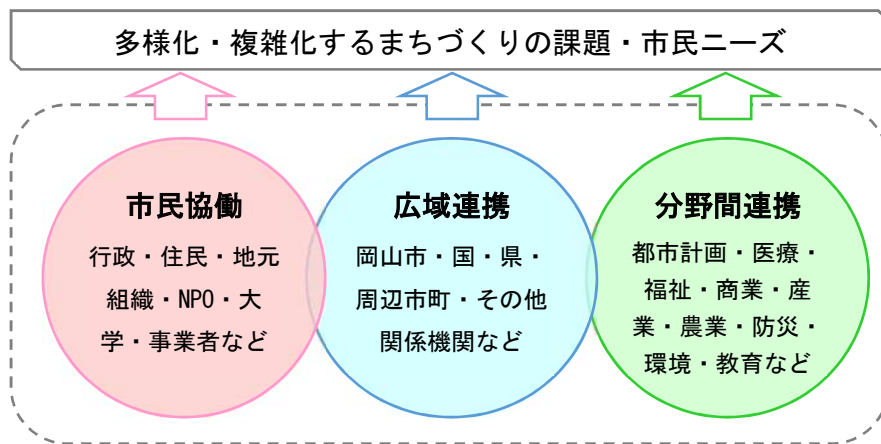 多様化・複雑化するまちづくりの課題・市民ニーズ
市民協働
行政・住民・地元
組織・NPO・大
学・事業者など
広域連携
岡山市・国・県・
周辺市町・その他
関係機関など
分野間連携
都市計画・医療・
福祉・商業・産
業・農業・防災・
環境・教育など